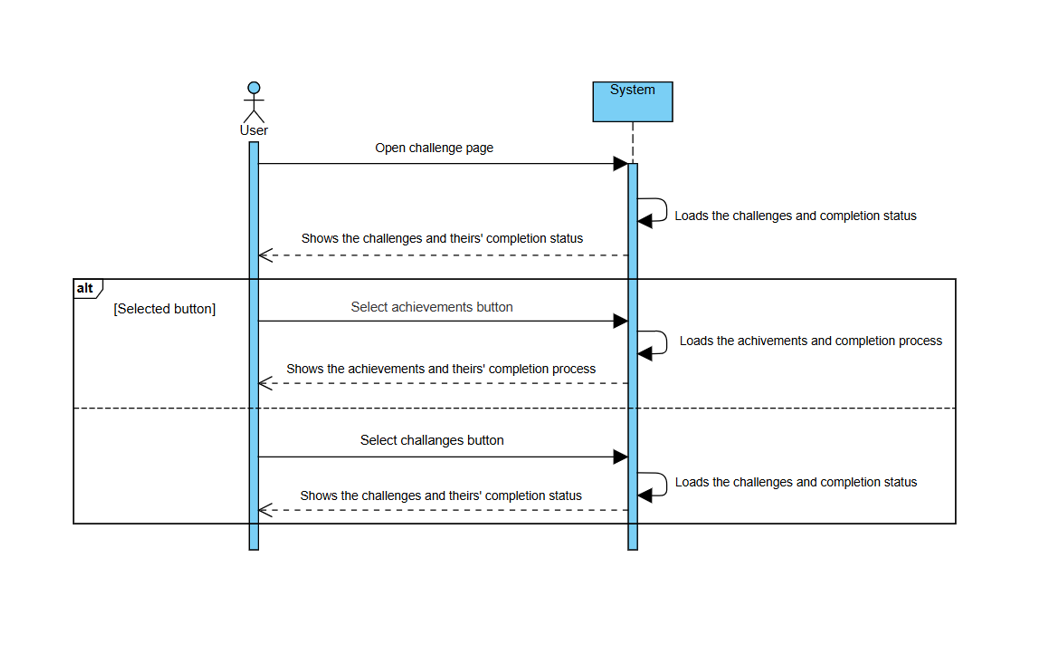 System
User
Open challenge page
Loads the challenges and completion status
Shows the challenges and theirs' completion status
alt
[Selected button]
Select achievements button
Loads the achivements and completion process
Shows the achievements and theirs' completion process
Select challanges button
Loads the challenges and completion status
Shows the challenges and theirs' completion status